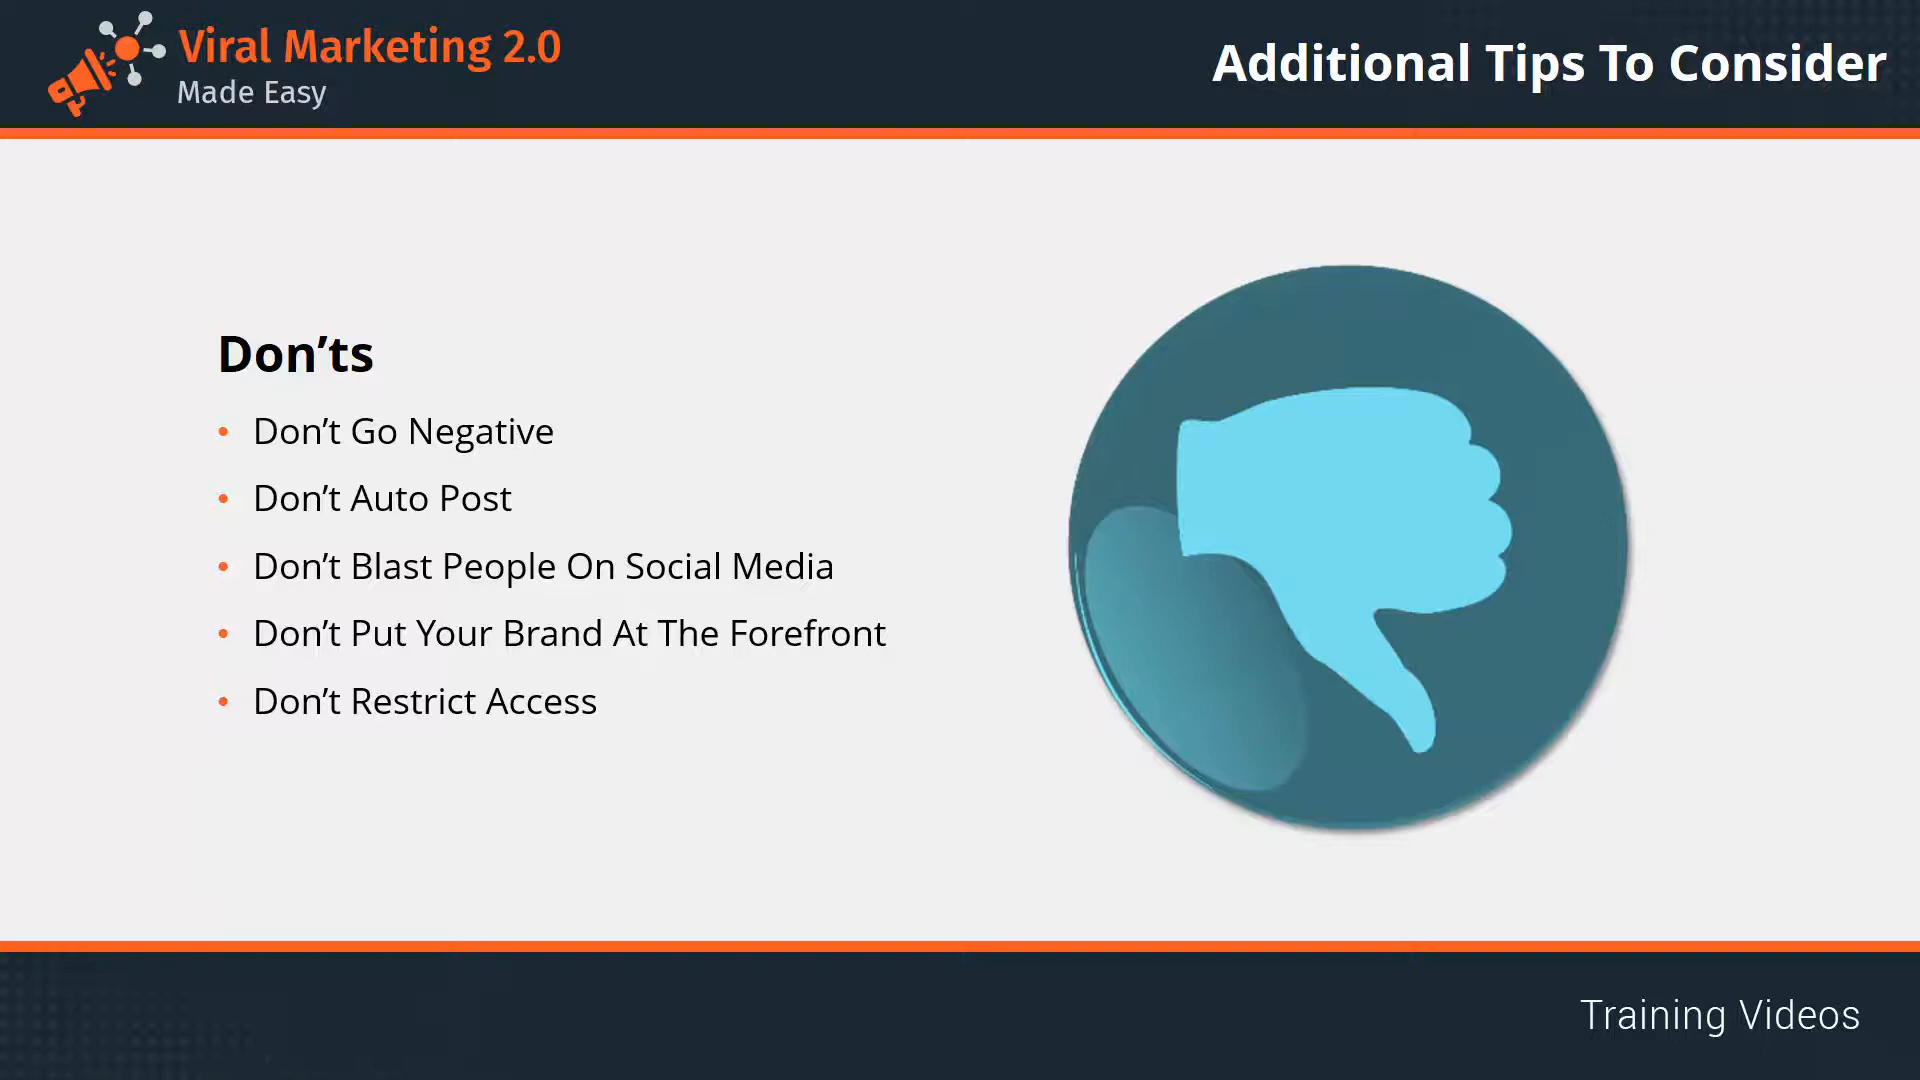 Viral Marketing 2.0
Made Easy
Additional Tips To Consider
Don’ts
• Don’t Go Negative
• Don’t Auto Post
• Don’t Blast People On Social Media
• Don’t Put Your Brand At The Forefront
• Don’t Restrict Access
Training Videos